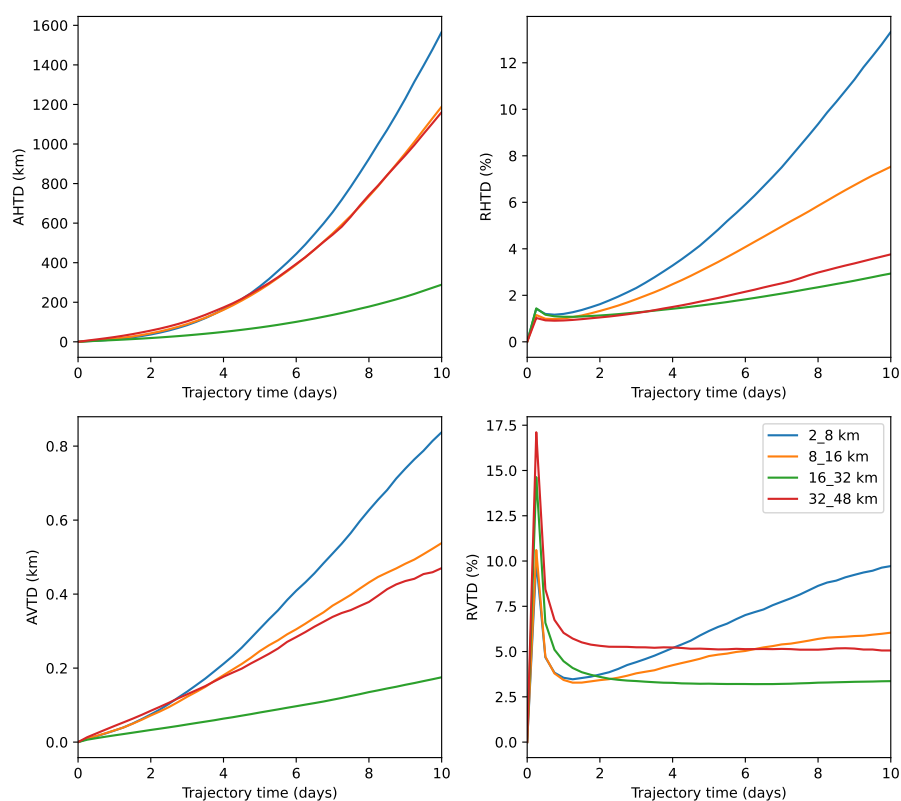 1600
1400
1200
1000
800
600
400
200
0
AHTD (km)
0 2 4 6 8 10
Trajectory time (days)
12
10
8
6
4
2
0
RHTD (%)
0 2 4 6 8 10
Trajectory time (days)
0.8
0.6
0.4
0.2
0.0
AVTD (km)
0 2 4 6 8 10
Trajectory time (days)
17.5
15.0
12.5
10.0
7.5
5.0
2.5
0.0
RVTD (%)
2_8 km
8_16 km
16_32 km
32_48 km
0 2 4 6 8 10
Trajectory time (days)